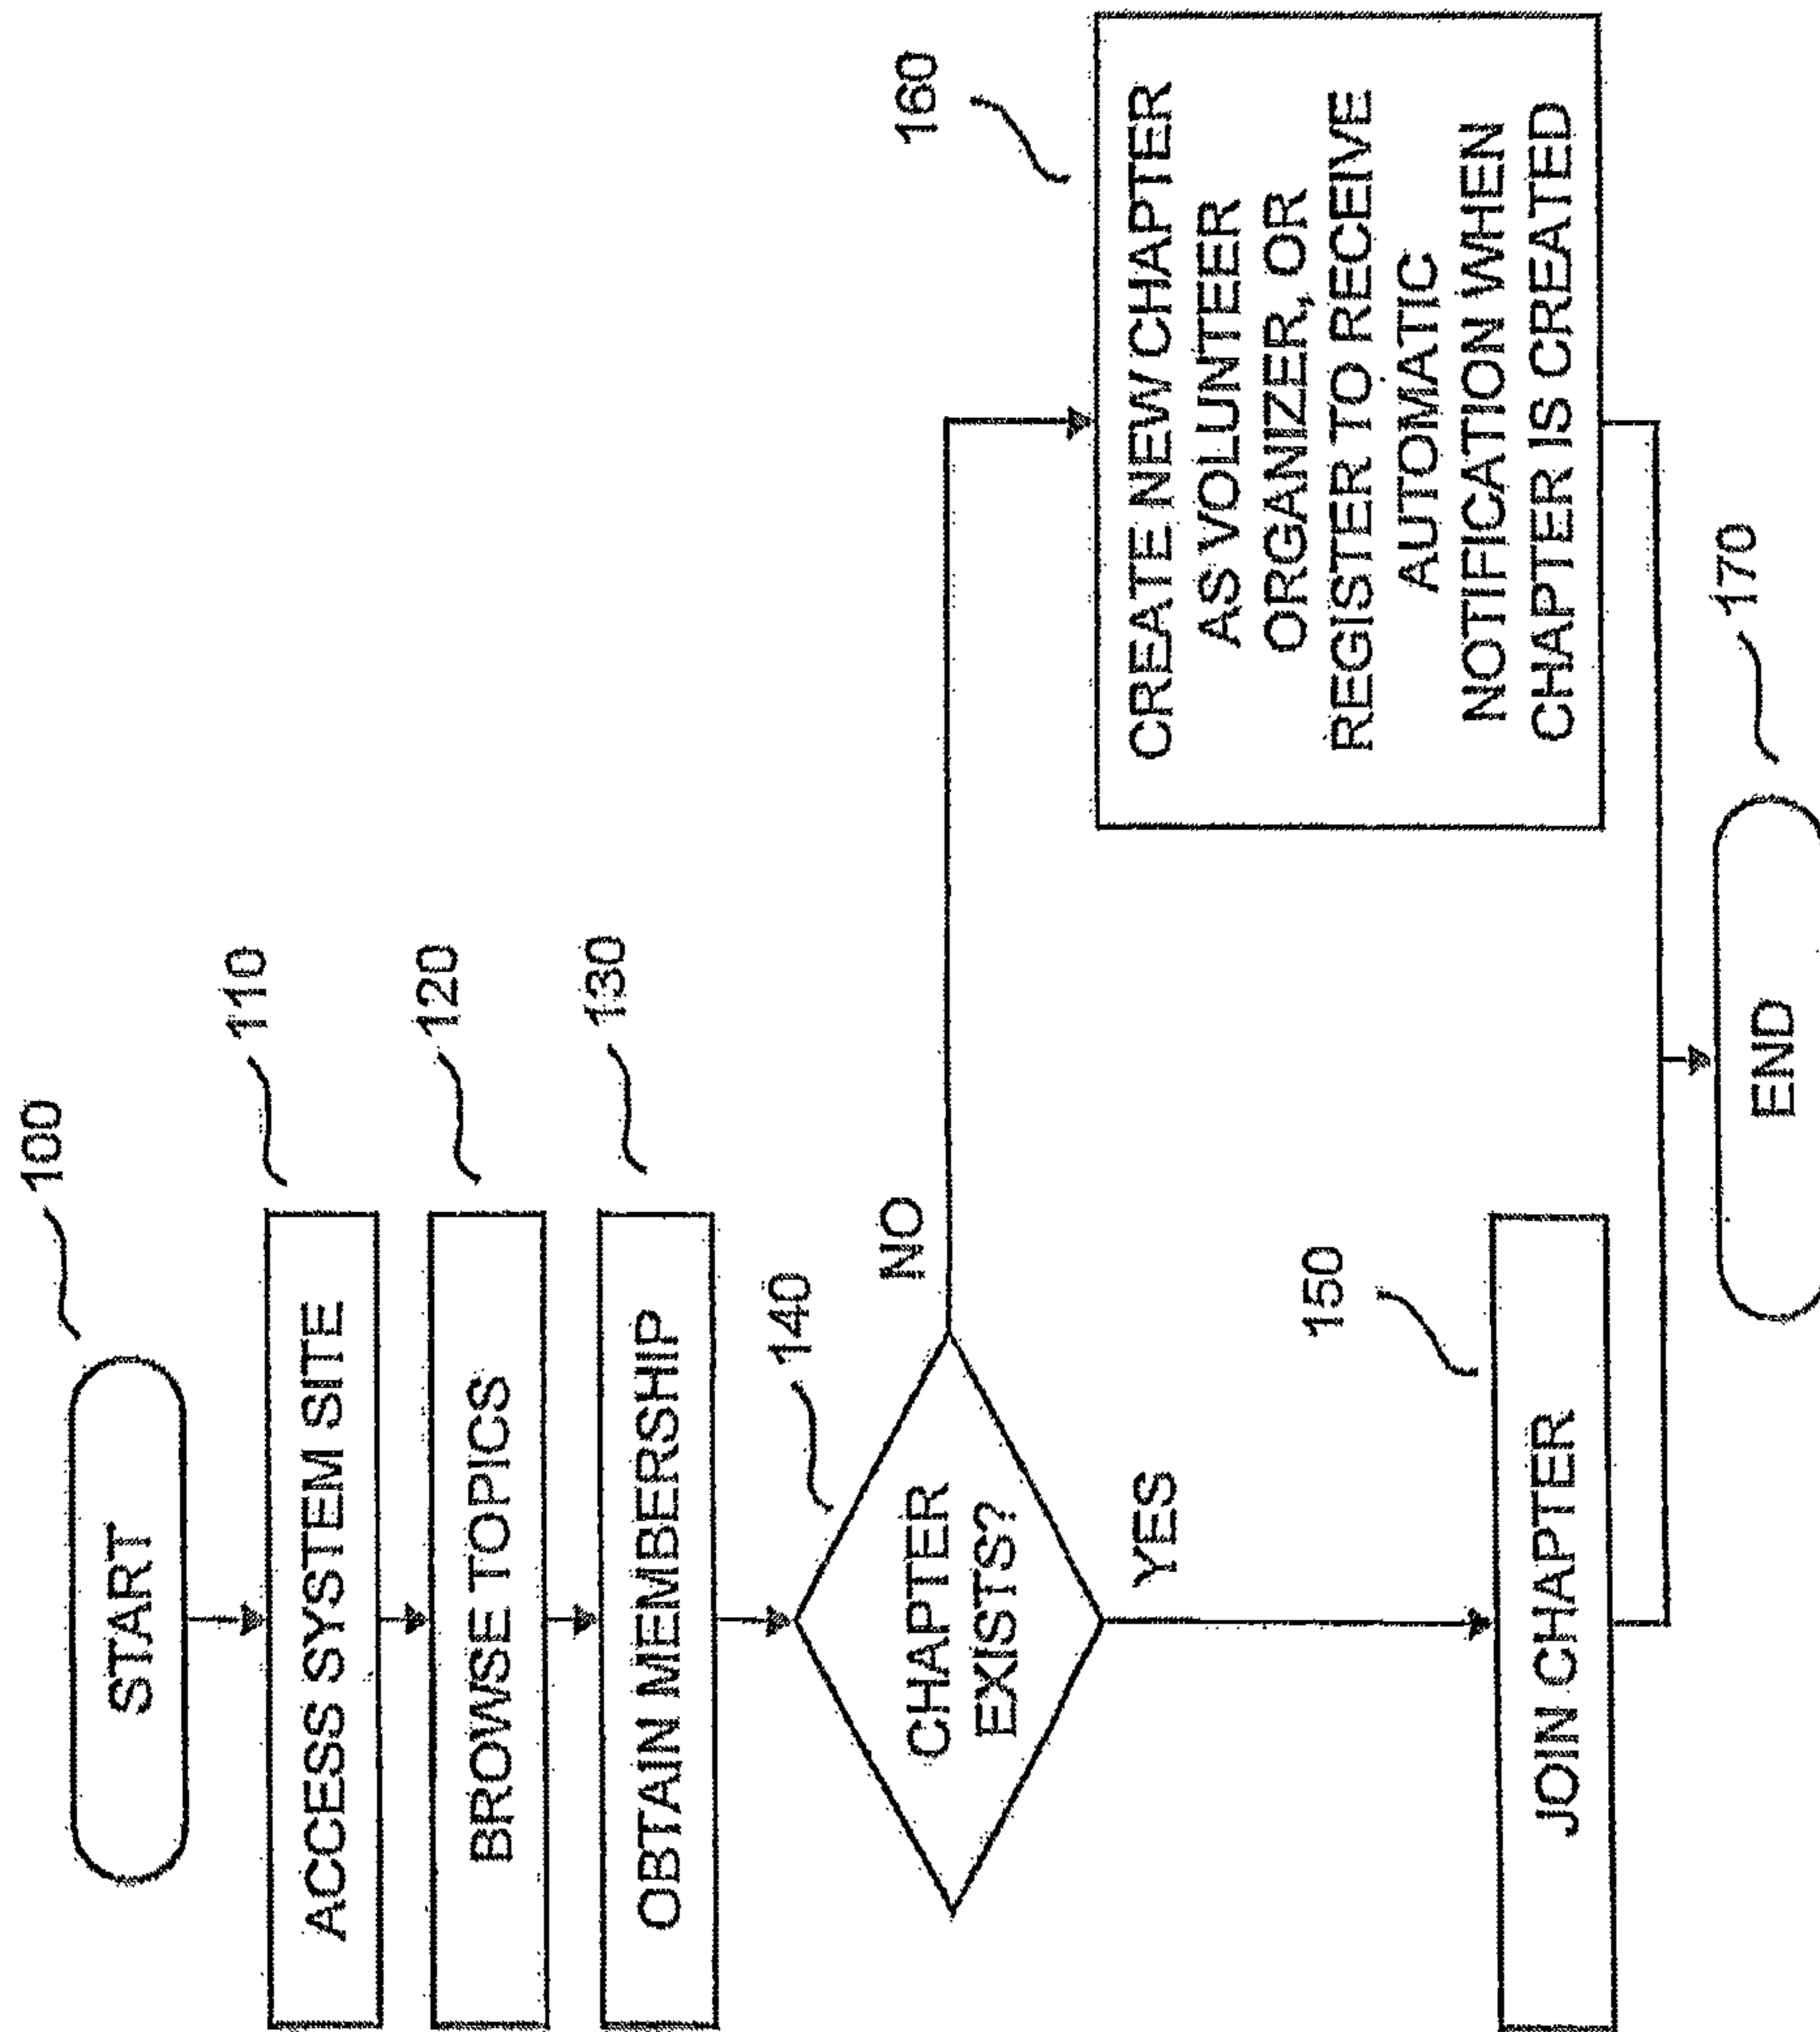 100
START
110
ACCESS SYSTEM SITE
120
BROWSE TOPICS
130
OBTAIN MEMBERSHIP
140
CHAPTER
EXISTS?
NO
YES
160
CREATE NEW CHAPTER
AS VOLUNTEER
ORGANIZER, OR
REGISTER TO RECEIVE
AUTOMATIC
NOTIFICATION WHEN
CHAPTER IS CREATED
150
JOIN CHAPTER
170
END